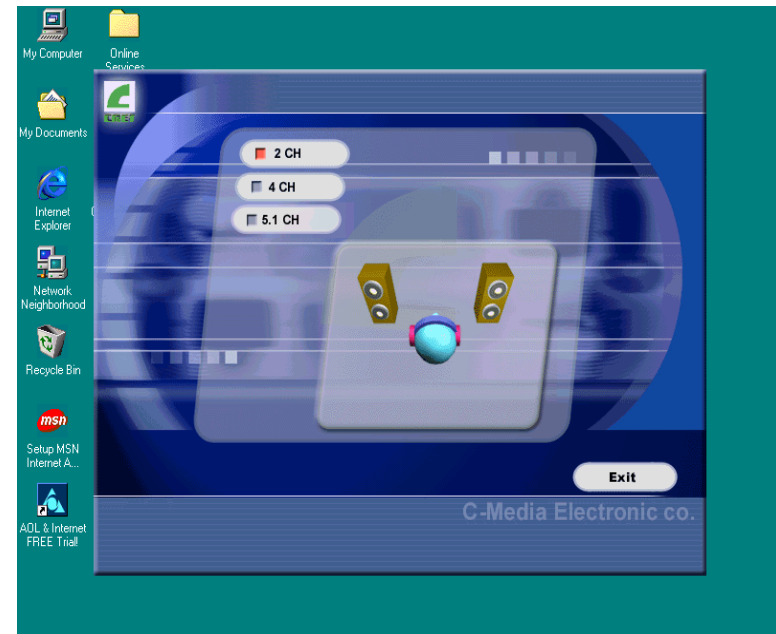 My Computer
Online
Services
My Documents
Internet
Explorer
Network
Neighborhood
Recycle Bin
msn
Setup MSN
Internet A...
AOL & Internet
FREE Trial!
2 CH
4 CH
5.1 CH
Exit
C-Media Electronic co.